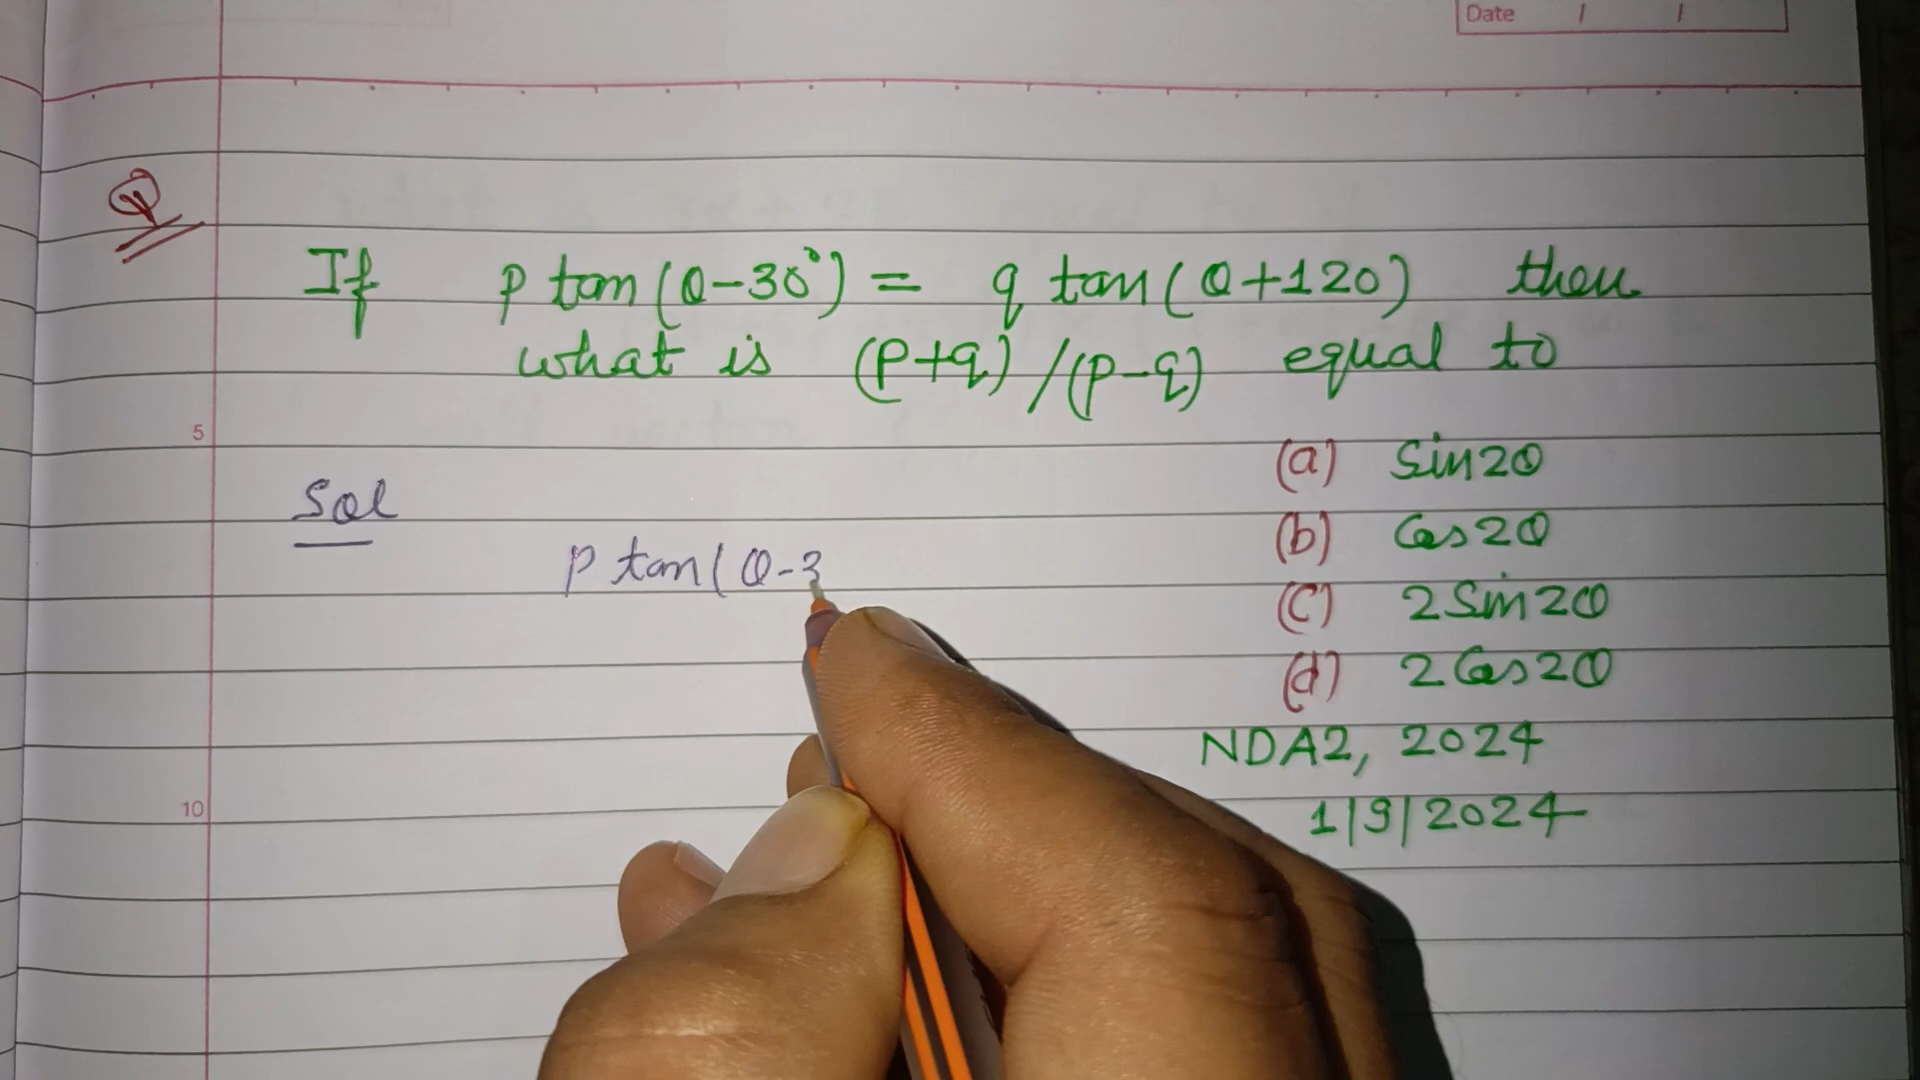 Date / /
Q
If p tan(θ-30°) = q tan(θ+120) then
what is (p+q)/(p-q) equal to
5
(a) Sin2θ
Sol
(b) Cos2θ
p tan(θ-3
(c) 2Sin2θ
(d) 2Cos2θ
NDA2, 2024
10
1/9/2024